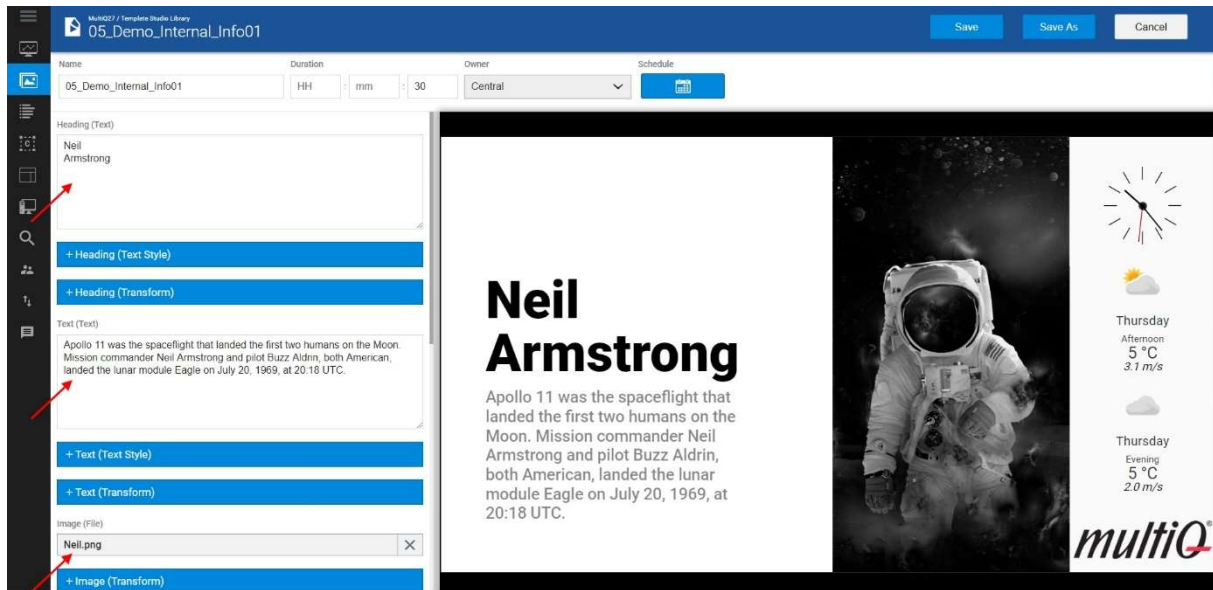 MultiQ27 / Template Studio Library
05_Demo_Internal_Info01
Save
Save As
Cancel
Name
Duration
Owner
Schedule
05_Demo_Internal_Info01
HH : mm : 30
Central
Heading (Text)
Neil
Armstrong
+ Heading (Text Style)
+ Heading (Transform)
Text (Text)
Apollo 11 was the spaceflight that landed the first two humans on the Moon.
Mission commander Neil Armstrong and pilot Buzz Aldrin, both American,
landed the lunar module Eagle on July 20, 1969, at 20:18 UTC.
+ Text (Text Style)
+ Text (Transform)
Image (File)
Neil.png
+ Image (Transform)
Neil
Armstrong
Apollo 11 was the spaceflight that
landed the first two humans on the
Moon. Mission commander Neil
Armstrong and pilot Buzz Aldrin,
both American, landed the lunar
module Eagle on July 20, 1969, at
20:18 UTC.
Thursday
Afternoon
5 °C
3.1 m/s
Thursday
Evening
5 °C
2.0 m/s
multiQ